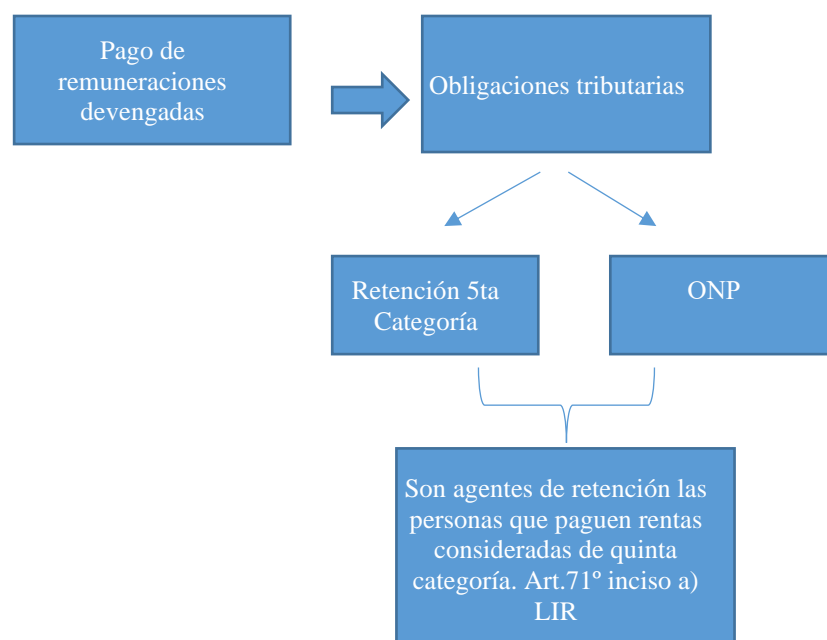 Pago de
remuneraciones
devengadas
Obligaciones tributarias
Retención 5ta
Categoría
ONP
Son agentes de retención las
personas que paguen rentas
consideradas de quinta
categoría. Art.71º inciso a)
LIR